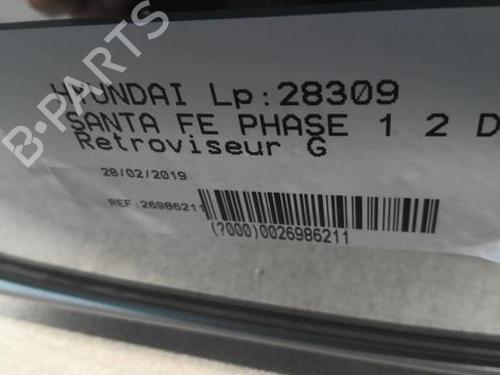 HYUNDAI Lp:28309
SANTA FE PHASE 1 2 D
Retroviseur G
28/02/2019
REF:26986211
(?000)0026986211
B-PARTS